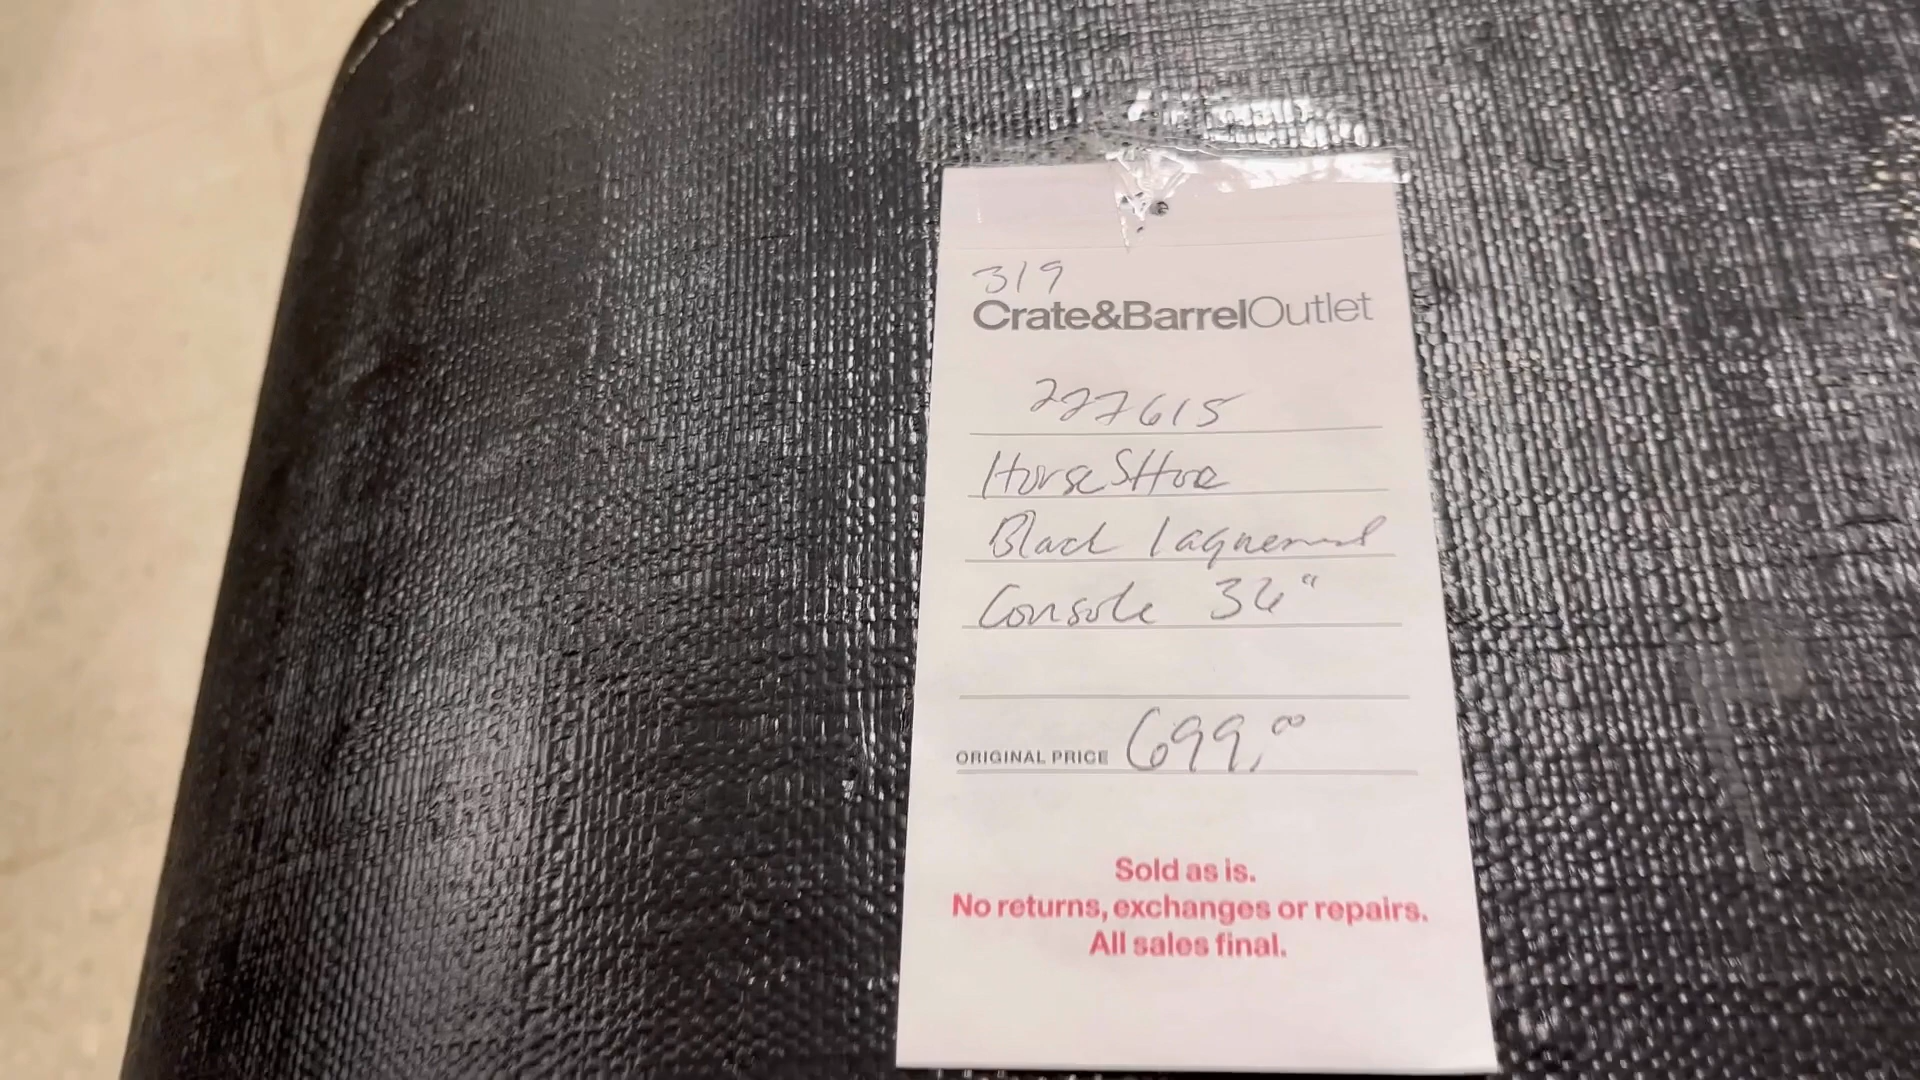 319
Crate&BarrelOutlet
227615
HorseSHoe
Black laquered
Console 36"
ORIGINAL PRICE 699.00
Sold as is.
No returns, exchanges or repairs.
All sales final.